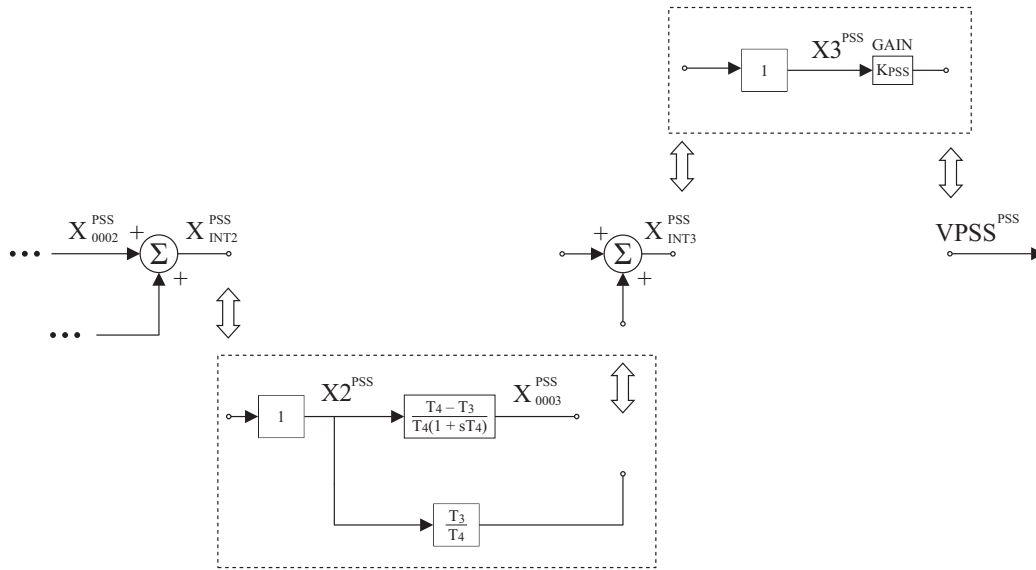 X3^PSS GAIN
1
KPSS
X_0002^PSS + Σ + X_INT2^PSS
+ Σ + X_INT3^PSS
VPSS^PSS
•••
•••
1
X2^PSS
T4 – T3
T4(1 + sT4)
X_0003^PSS
T3
T4